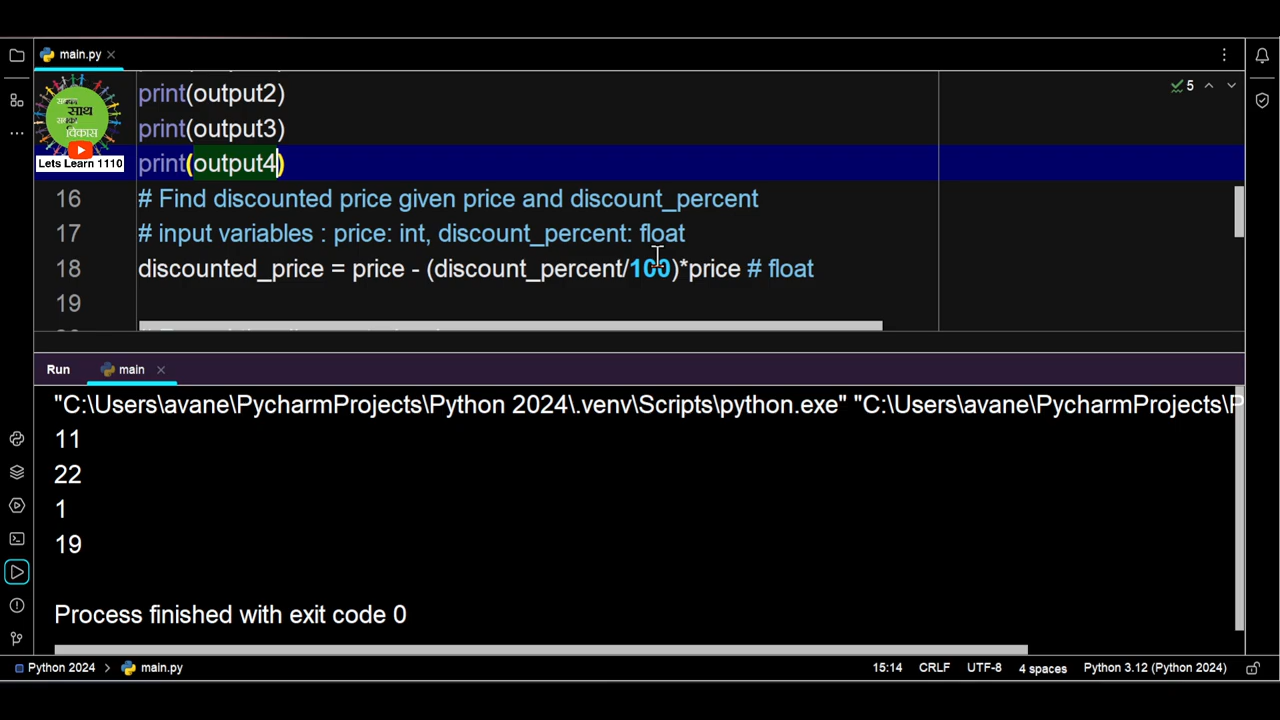 main.py
print(output2)
print(output3)
print(output4)
साथ
विकास
Lets Learn 1110
5
16 # Find discounted price given price and discount_percent
17 # input variables : price: int, discount_percent: float
18 discounted_price = price - (discount_percent/100)*price # float
19
Run main
"C:\Users\avane\PycharmProjects\Python 2024\.venv\Scripts\python.exe" "C:\Users\avane\PycharmProjects\P
11
22
1
19
Process finished with exit code 0
Python 2024 > main.py 15:14 CRLF UTF-8 4 spaces Python 3.12 (Python 2024)